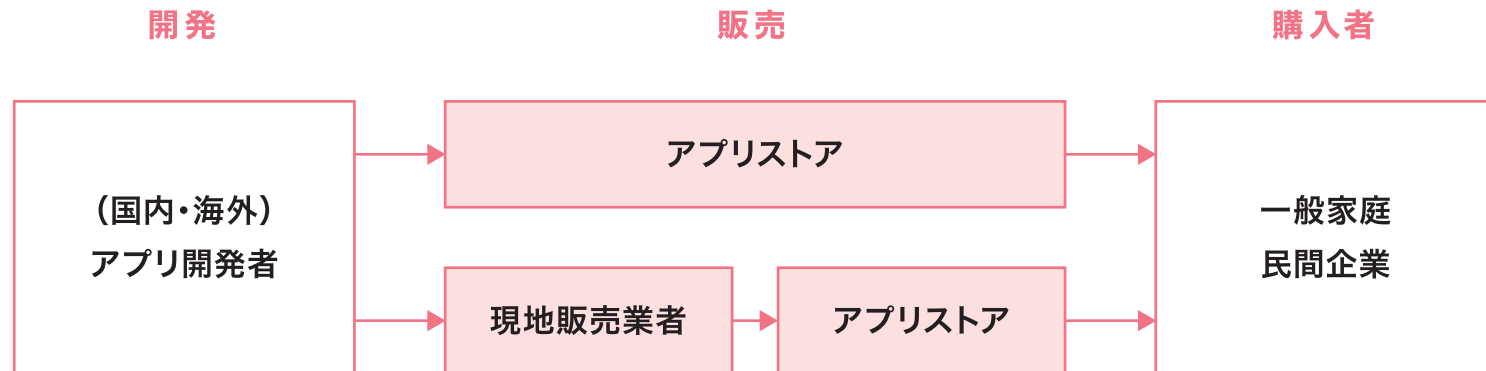 開発
販売
購入者
（国内・海外）
アプリ開発者
アプリストア
現地販売業者
アプリストア
一般家庭
民間企業